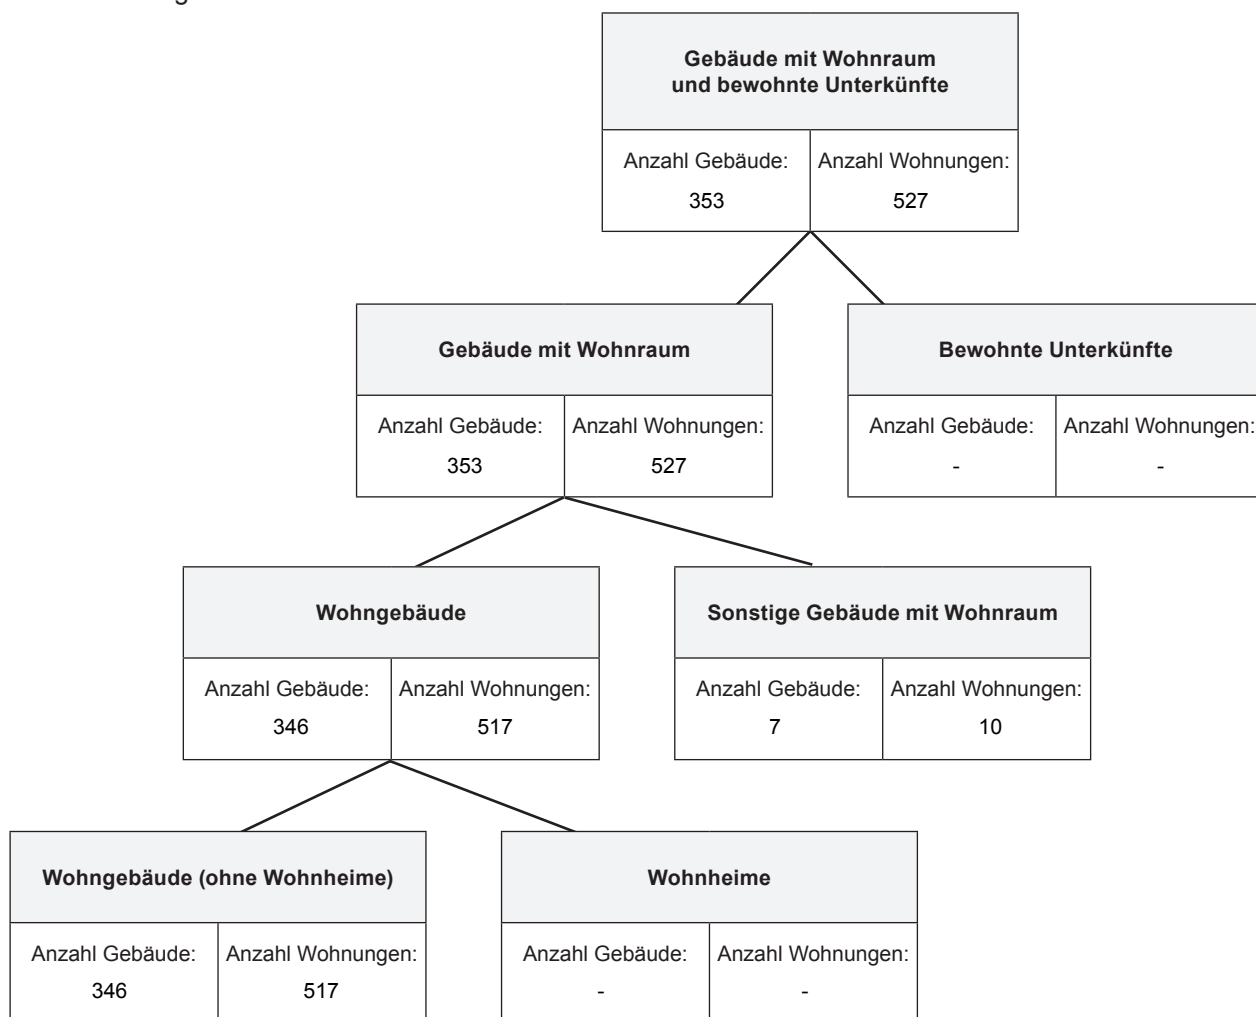 Gebäude mit Wohnraum
und bewohnte Unterkünfte
Anzahl Gebäude: Anzahl Wohnungen:
353 527
Gebäude mit Wohnraum
Anzahl Gebäude: Anzahl Wohnungen:
353 527
Bewohnte Unterkünfte
Anzahl Gebäude: Anzahl Wohnungen:
- -
Wohngebäude
Anzahl Gebäude: Anzahl Wohnungen:
346 517
Sonstige Gebäude mit Wohnraum
Anzahl Gebäude: Anzahl Wohnungen:
7 10
Wohngebäude (ohne Wohnheime)
Anzahl Gebäude: Anzahl Wohnungen:
346 517
Wohnheime
Anzahl Gebäude: Anzahl Wohnungen:
- -